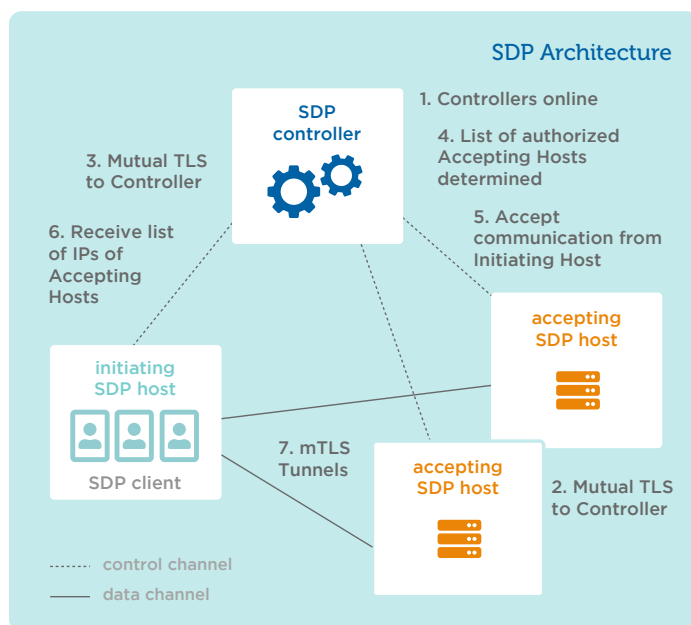 SDP Architecture
SDP
controller
1. Controllers online
4. List of authorized
Accepting Hosts
determined
3. Mutual TLS
to Controller
5. Accept
communication from
Initiating Host
6. Receive list
of IPs of
Accepting
Hosts
accepting
SDP host
initiating
SDP host
SDP client
7. mTLS
Tunnels
accepting
SDP host
2. Mutual TLS
to Controller
control channel
data channel